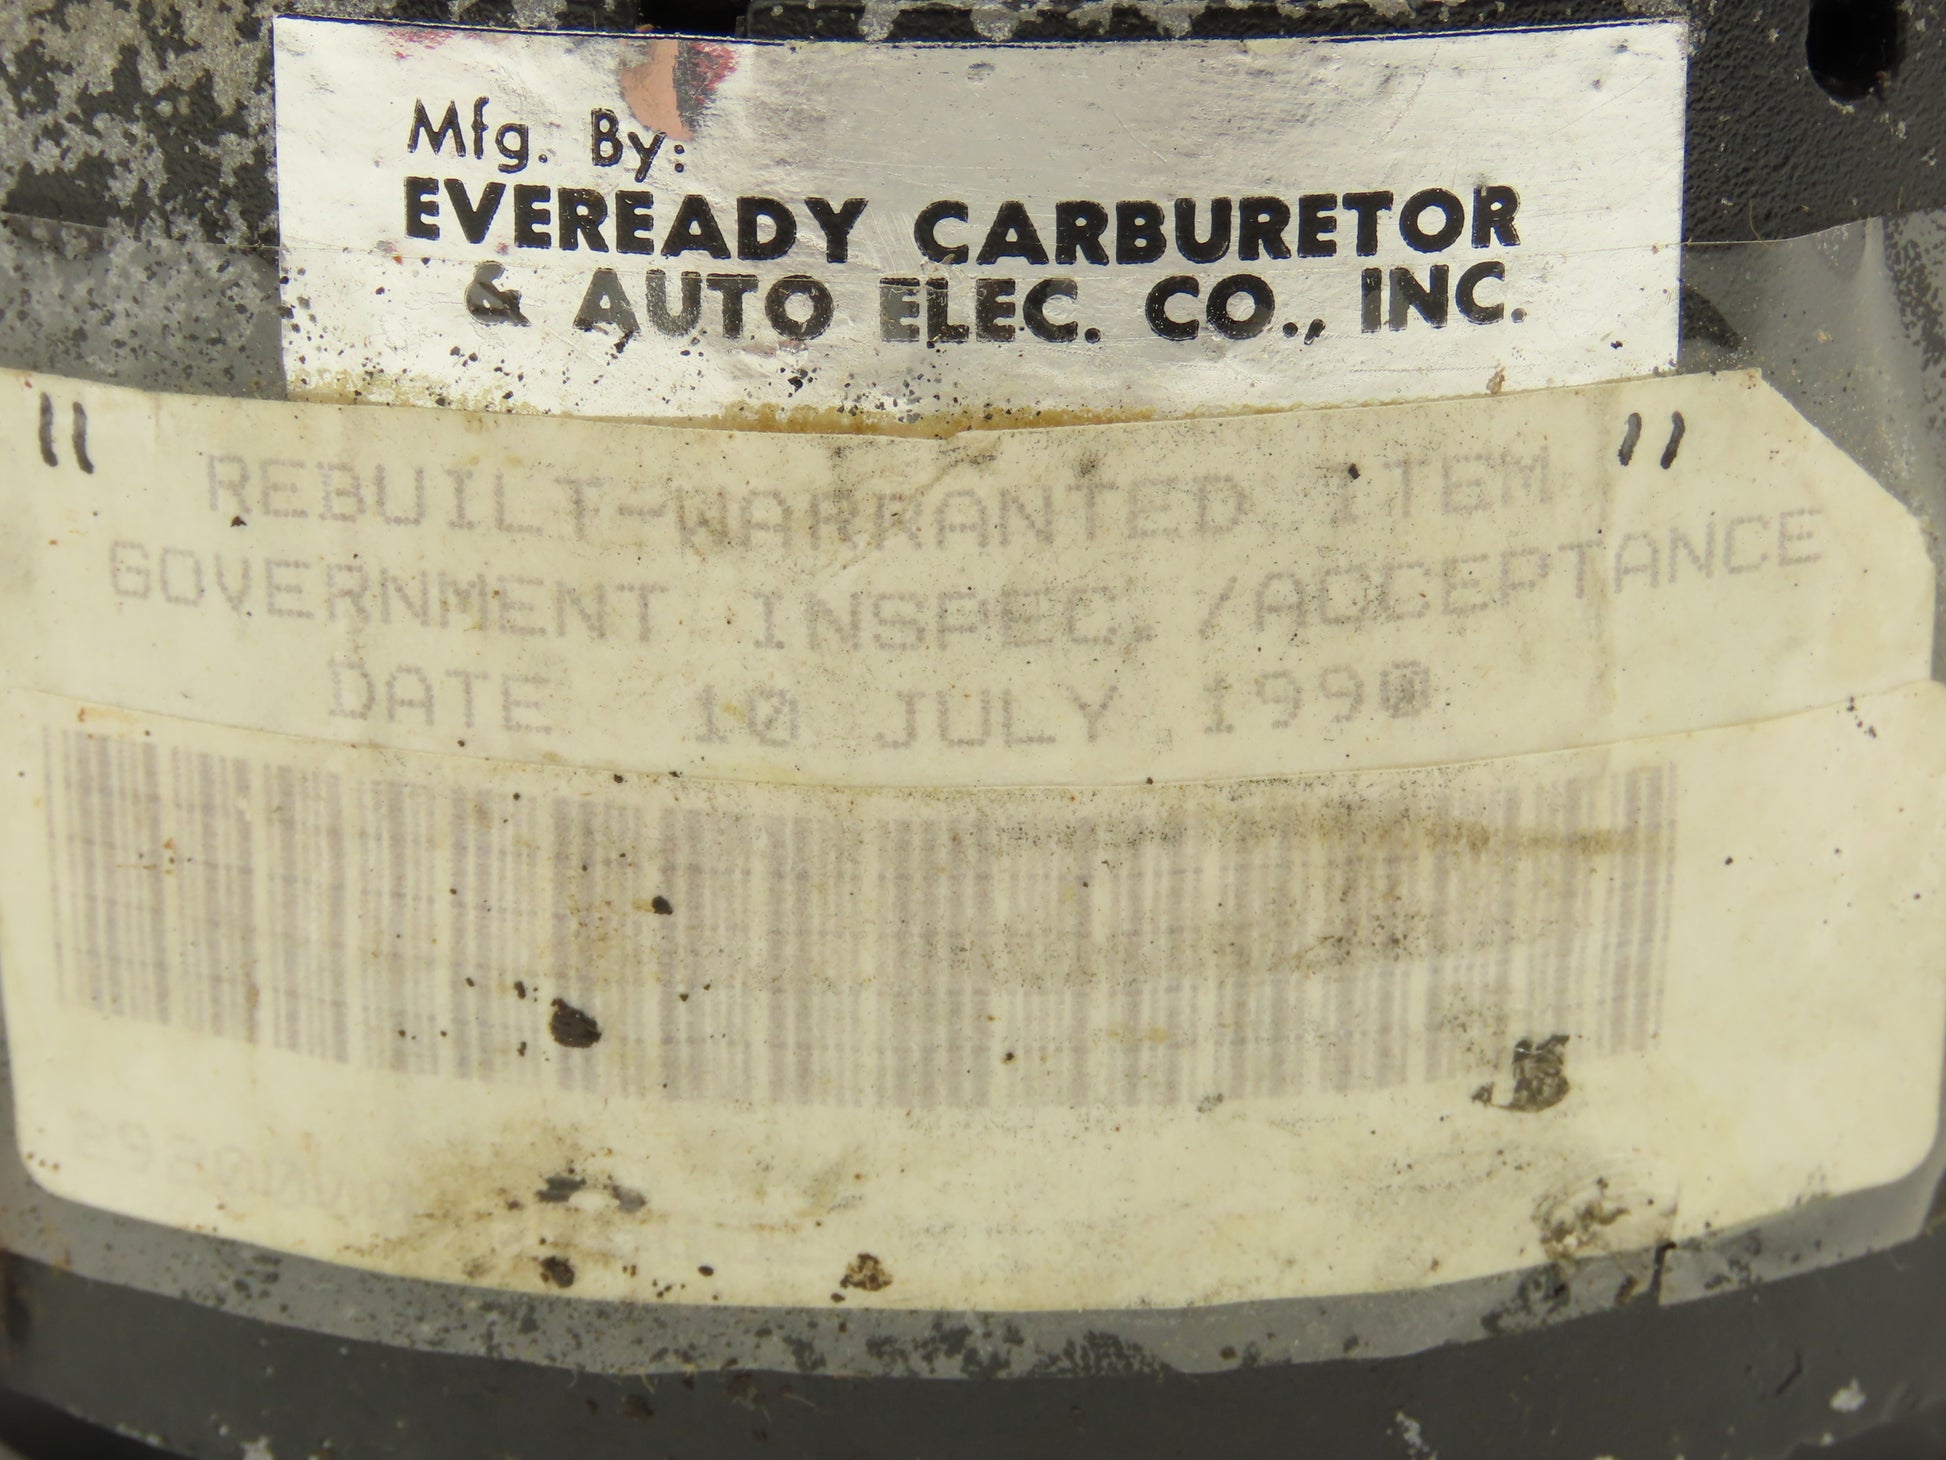 Mfg. By:
EVEREADY CARBURETOR
& AUTO ELEC. CO., INC.
" REBUILT-WARRANTED ITEM "
GOVERNMENT INSPEC./ACCEPTANCE
DATE 10 JULY 1990